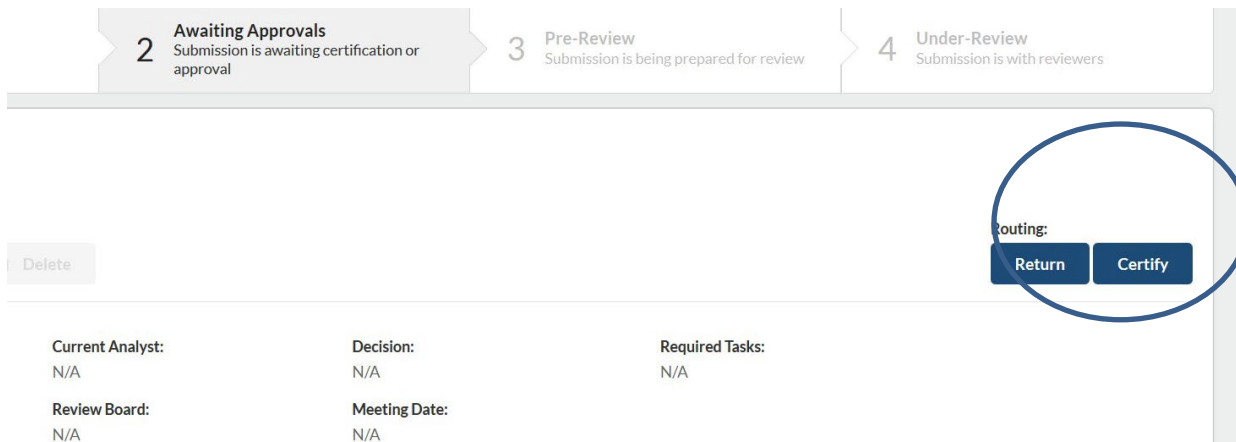 2
Awaiting Approvals
Submission is awaiting certification or
approval
3
Pre-Review
Submission is being prepared for review
4
Under-Review
Submission is with reviewers
Routing:
Delete
Return
Certify
Current Analyst:
Decision:
Required Tasks:
N/A
N/A
N/A
Review Board:
Meeting Date:
N/A
N/A